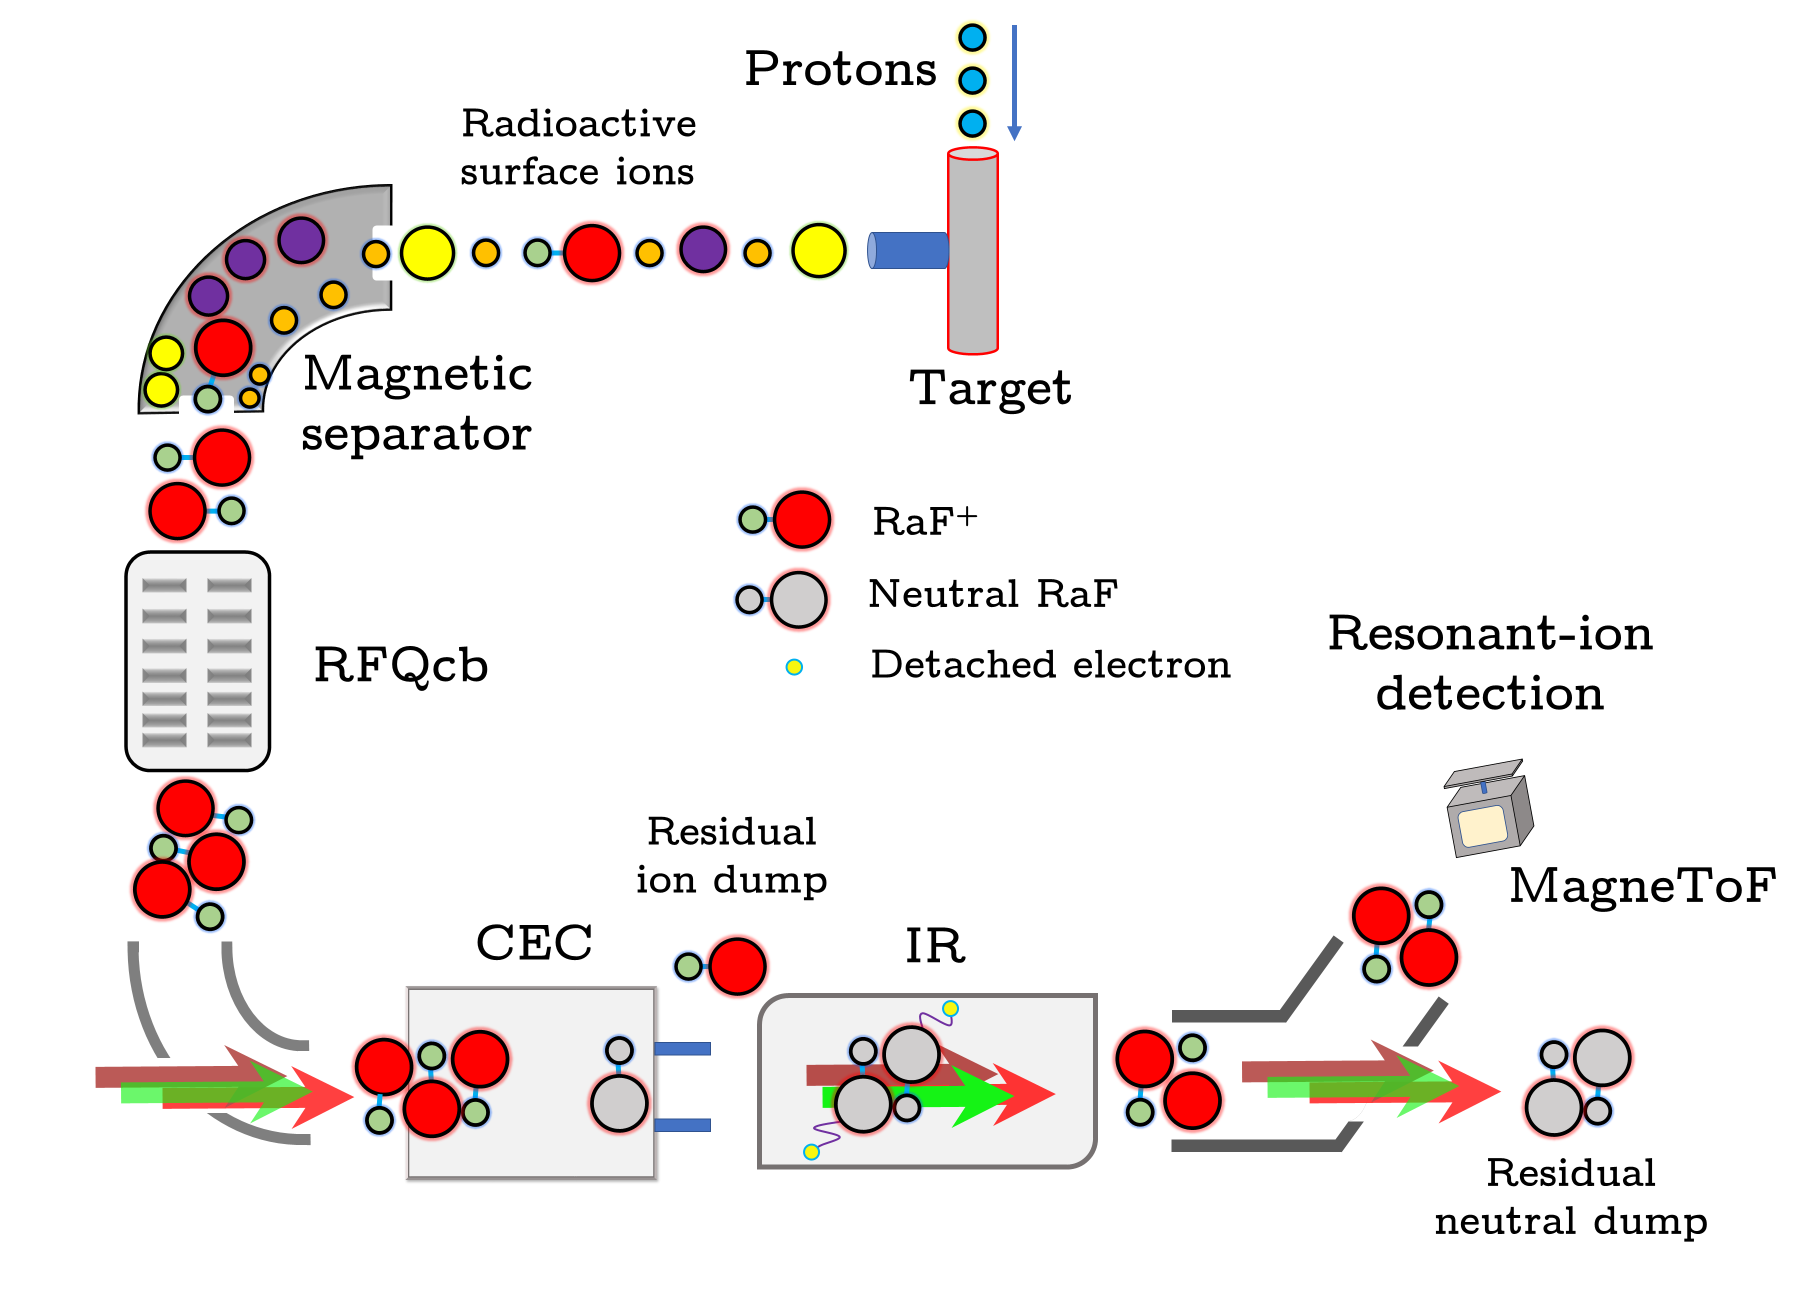 Protons
Radioactive
surface ions
Magnetic
separator
Target
RaF⁺
Neutral RaF
Detached electron
RFQcb
Resonant-ion
detection
MagneToF
Residual
ion dump
CEC
IR
Residual
neutral dump